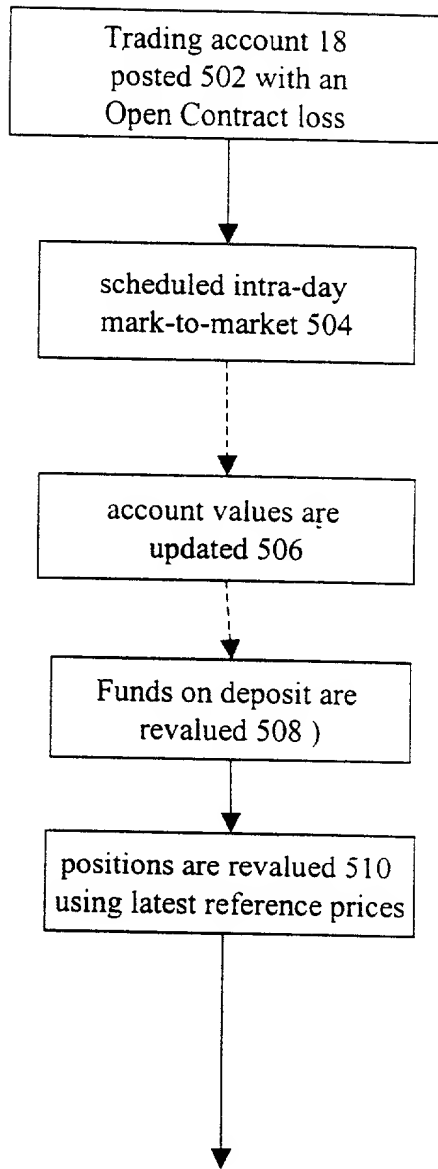 Trading account 18
posted 502 with an
Open Contract loss
scheduled intra-day
mark-to-market 504
account values are
updated 506
Funds on deposit are
revalued 508 )
positions are revalued 510
using latest reference prices